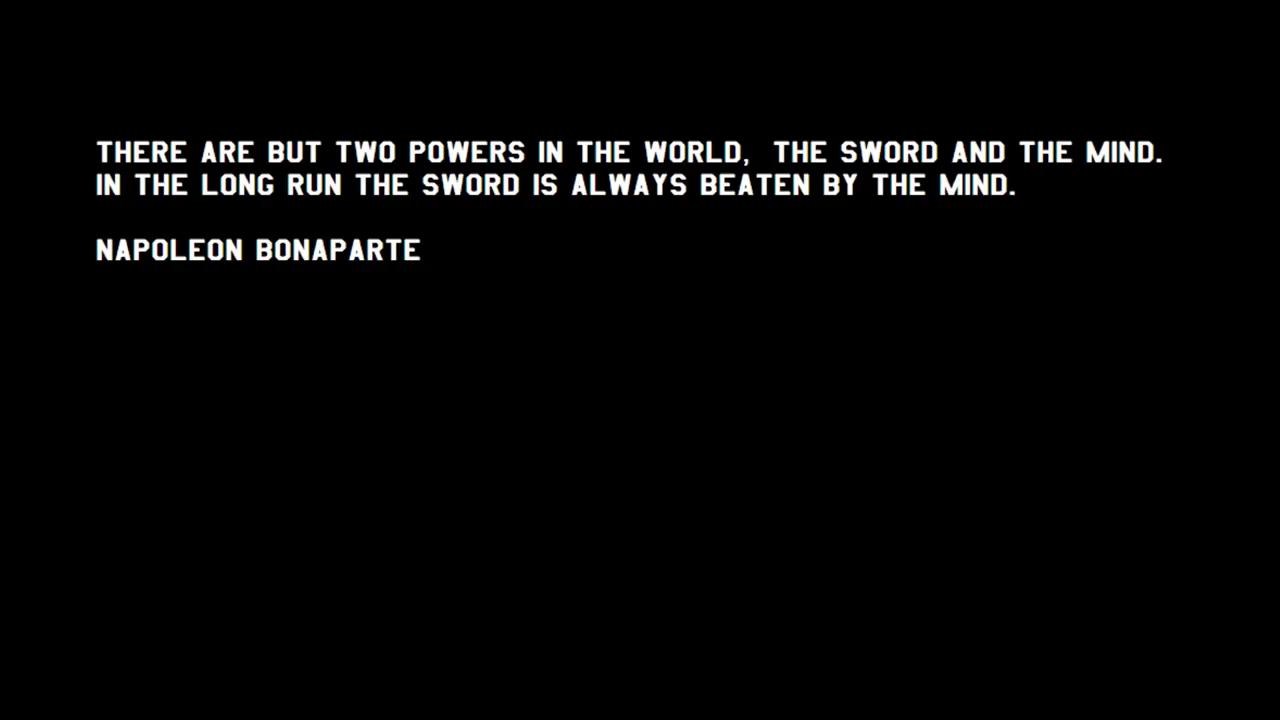 THERE ARE BUT TWO POWERS IN THE WORLD,  THE SWORD AND THE MIND.
IN THE LONG RUN THE SWORD IS ALWAYS BEATEN BY THE MIND.
NAPOLEON BONAPARTE